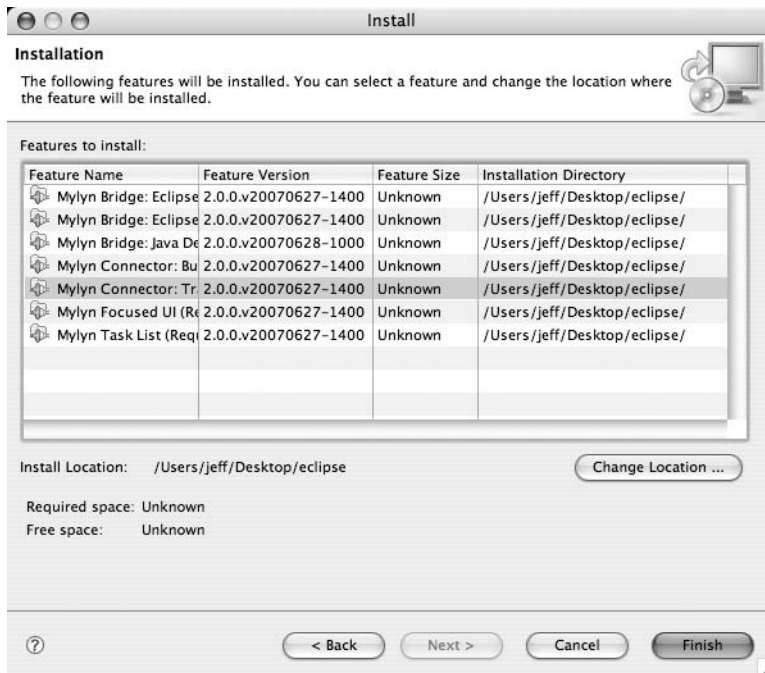 Install
Installation
The following features will be installed. You can select a feature and change the location where
the feature will be installed.
Features to install:
Feature Name Feature Version Feature Size Installation Directory
Mylyn Bridge: Eclipse 2.0.0.v20070627-1400 Unknown /Users/jeff/Desktop/eclipse/
Mylyn Bridge: Eclipse 2.0.0.v20070627-1400 Unknown /Users/jeff/Desktop/eclipse/
Mylyn Bridge: Java De 2.0.0.v20070628-1000 Unknown /Users/jeff/Desktop/eclipse/
Mylyn Connector: Bu 2.0.0.v20070627-1400 Unknown /Users/jeff/Desktop/eclipse/
Mylyn Connector: Tr 2.0.0.v20070627-1400 Unknown /Users/jeff/Desktop/eclipse/
Mylyn Focused UI (Re 2.0.0.v20070627-1400 Unknown /Users/jeff/Desktop/eclipse/
Mylyn Task List (Requ 2.0.0.v20070627-1400 Unknown /Users/jeff/Desktop/eclipse/
Install Location: /Users/jeff/Desktop/eclipse
Change Location ...
Required space: Unknown
Free space: Unknown
? < Back Next > Cancel Finish